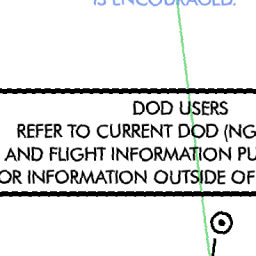 IS ENCOURAGED.
DOD USERS
REFER TO CURRENT DOD (NG
AND FLIGHT INFORMATION PU
OR INFORMATION OUTSIDE OF